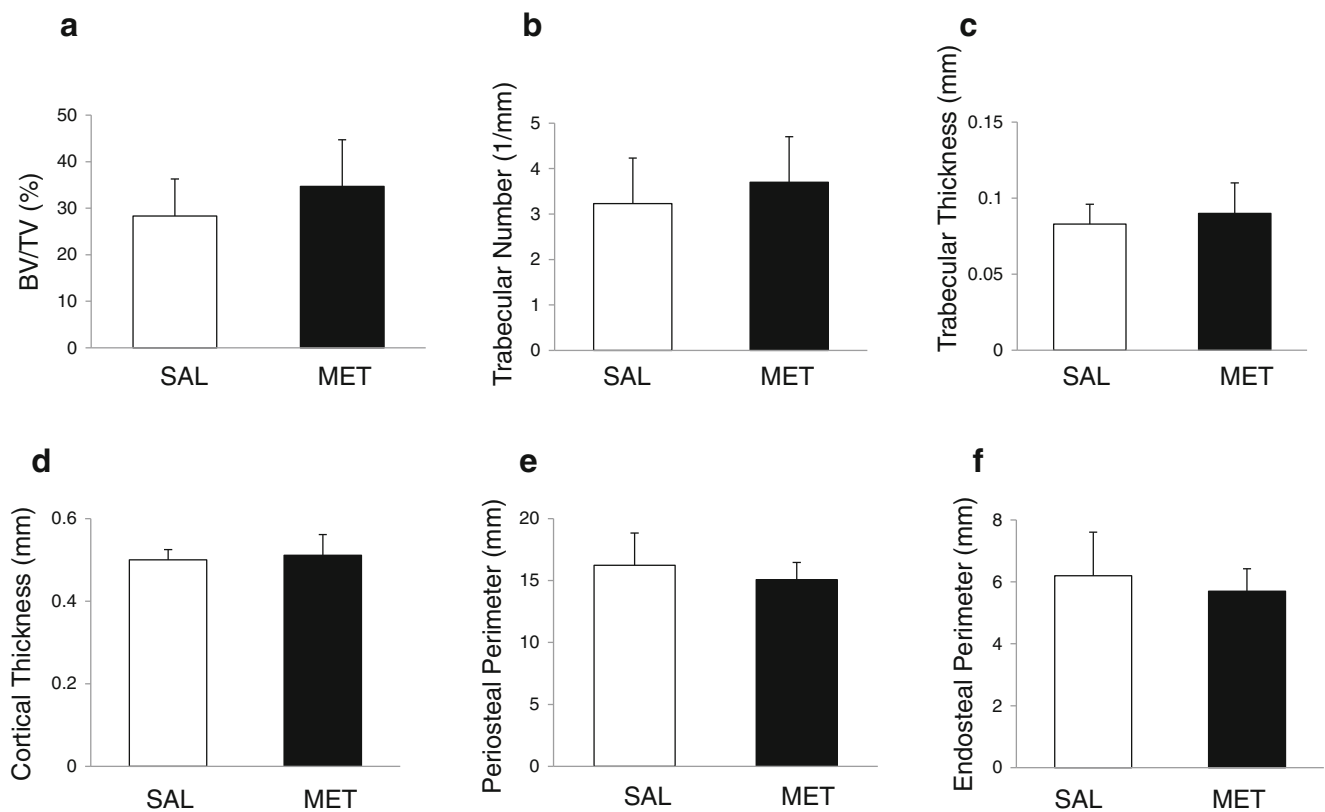 a
BV/TV (%)
50
40
30
20
10
0
SAL MET
b
Trabecular Number (1/mm)
5
4
3
2
1
0
SAL MET
c
Trabecular Thickness (mm)
0.15
0.1
0.05
0
SAL MET
d
Cortical Thickness (mm)
0.6
0.4
0.2
0
SAL MET
e
Periosteal Perimeter (mm)
20
15
10
5
0
SAL MET
f
Endosteal Perimeter (mm)
8
6
4
2
0
SAL MET